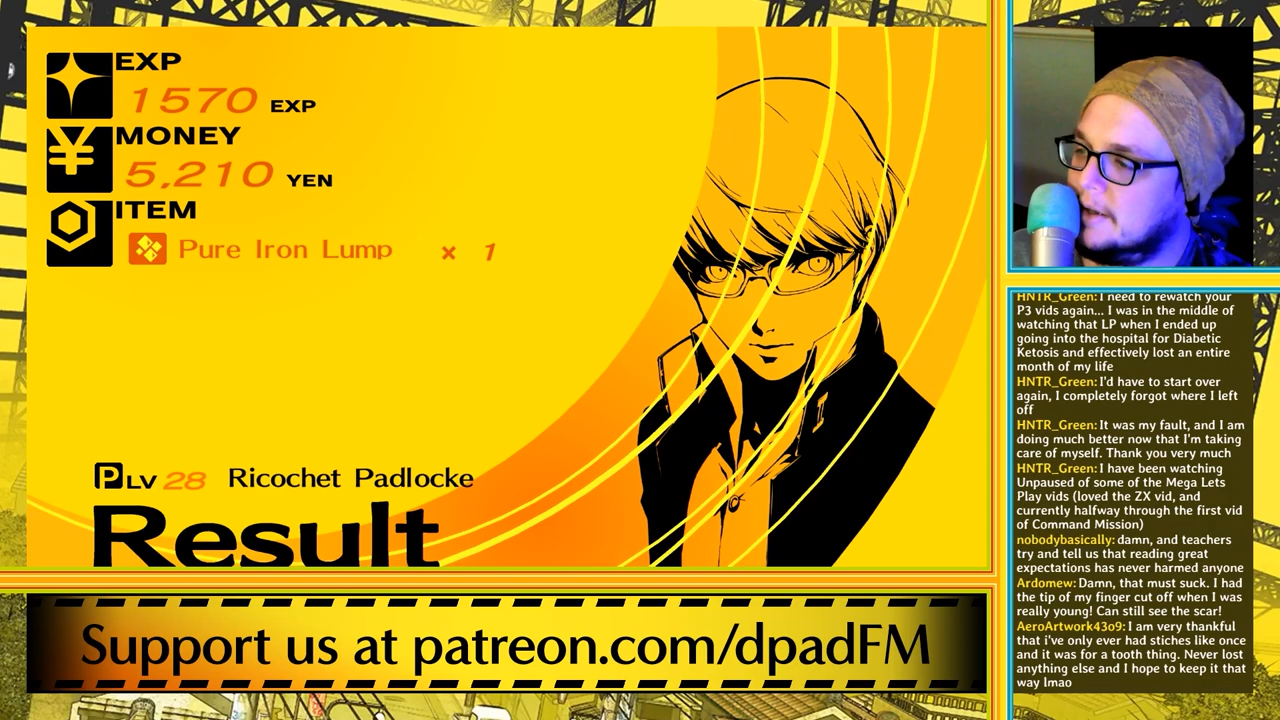 EXP
1570 EXP
MONEY
5,210 YEN
ITEM
Pure Iron Lump × 1
P LV 28 Ricochet Padlocke
Result
Support us at patreon.com/dpadFM
HNTR_Green: I need to rewatch your
P3 vids again... I was in the middle of
watching that LP when I ended up
going into the hospital for Diabetic
Ketosis and effectively lost an entire
month of my life
HNTR_Green: I'd have to start over
again, I completely forgot where I left
off
HNTR_Green: It was my fault, and I am
doing much better now that I'm taking
care of myself. Thank you very much
HNTR_Green: I have been watching
Unpaused of some of the Mega Lets
Play vids (loved the ZX vid, and
currently halfway through the first vid
of Command Mission)
nobodybasically: damn, and teachers
try and tell us that reading great
expectations has never harmed anyone
Ardomew: Damn, that must suck. I had
the tip of my finger cut off when I was
really young! Can still see the scar!
AeroArtwork43o9: I am very thankful
that i've only ever had stiches like once
and it was for a tooth thing. Never lost
anything else and I hope to keep it that
way lmao